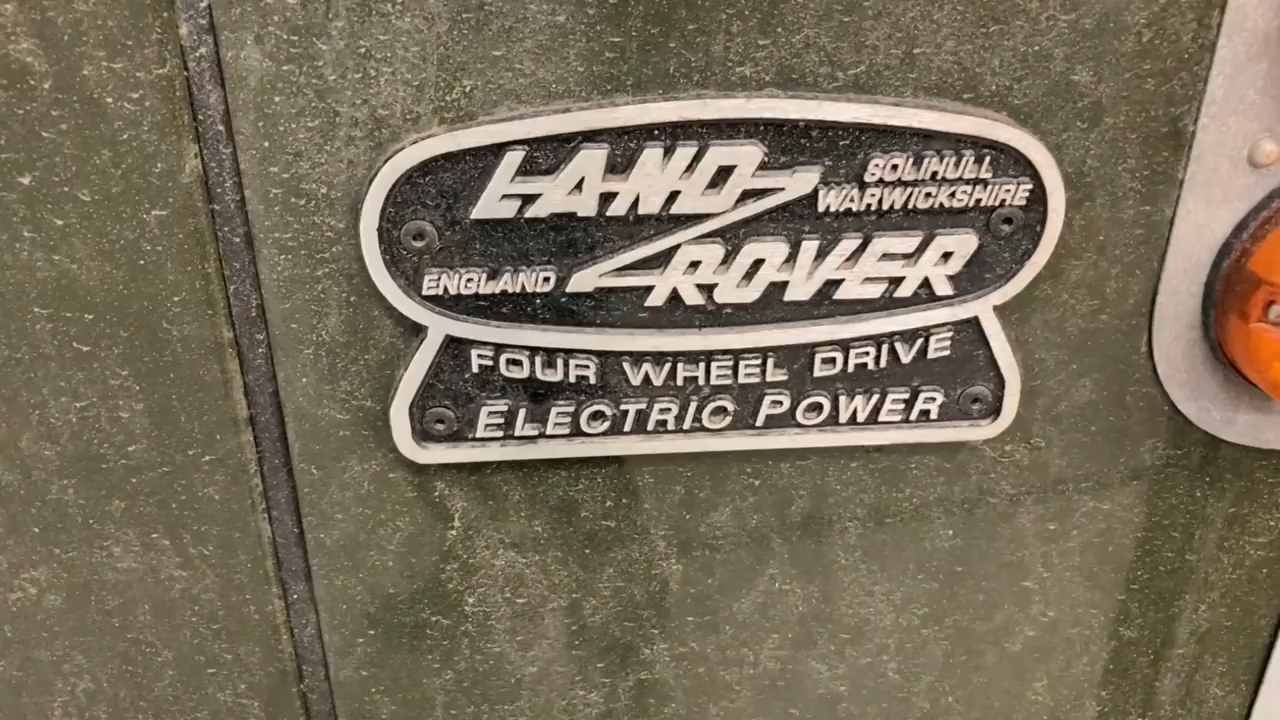 LAND
SOLIHULL
WARWICKSHIRE
ENGLAND
ROVER
FOUR WHEEL DRIVE
ELECTRIC POWER